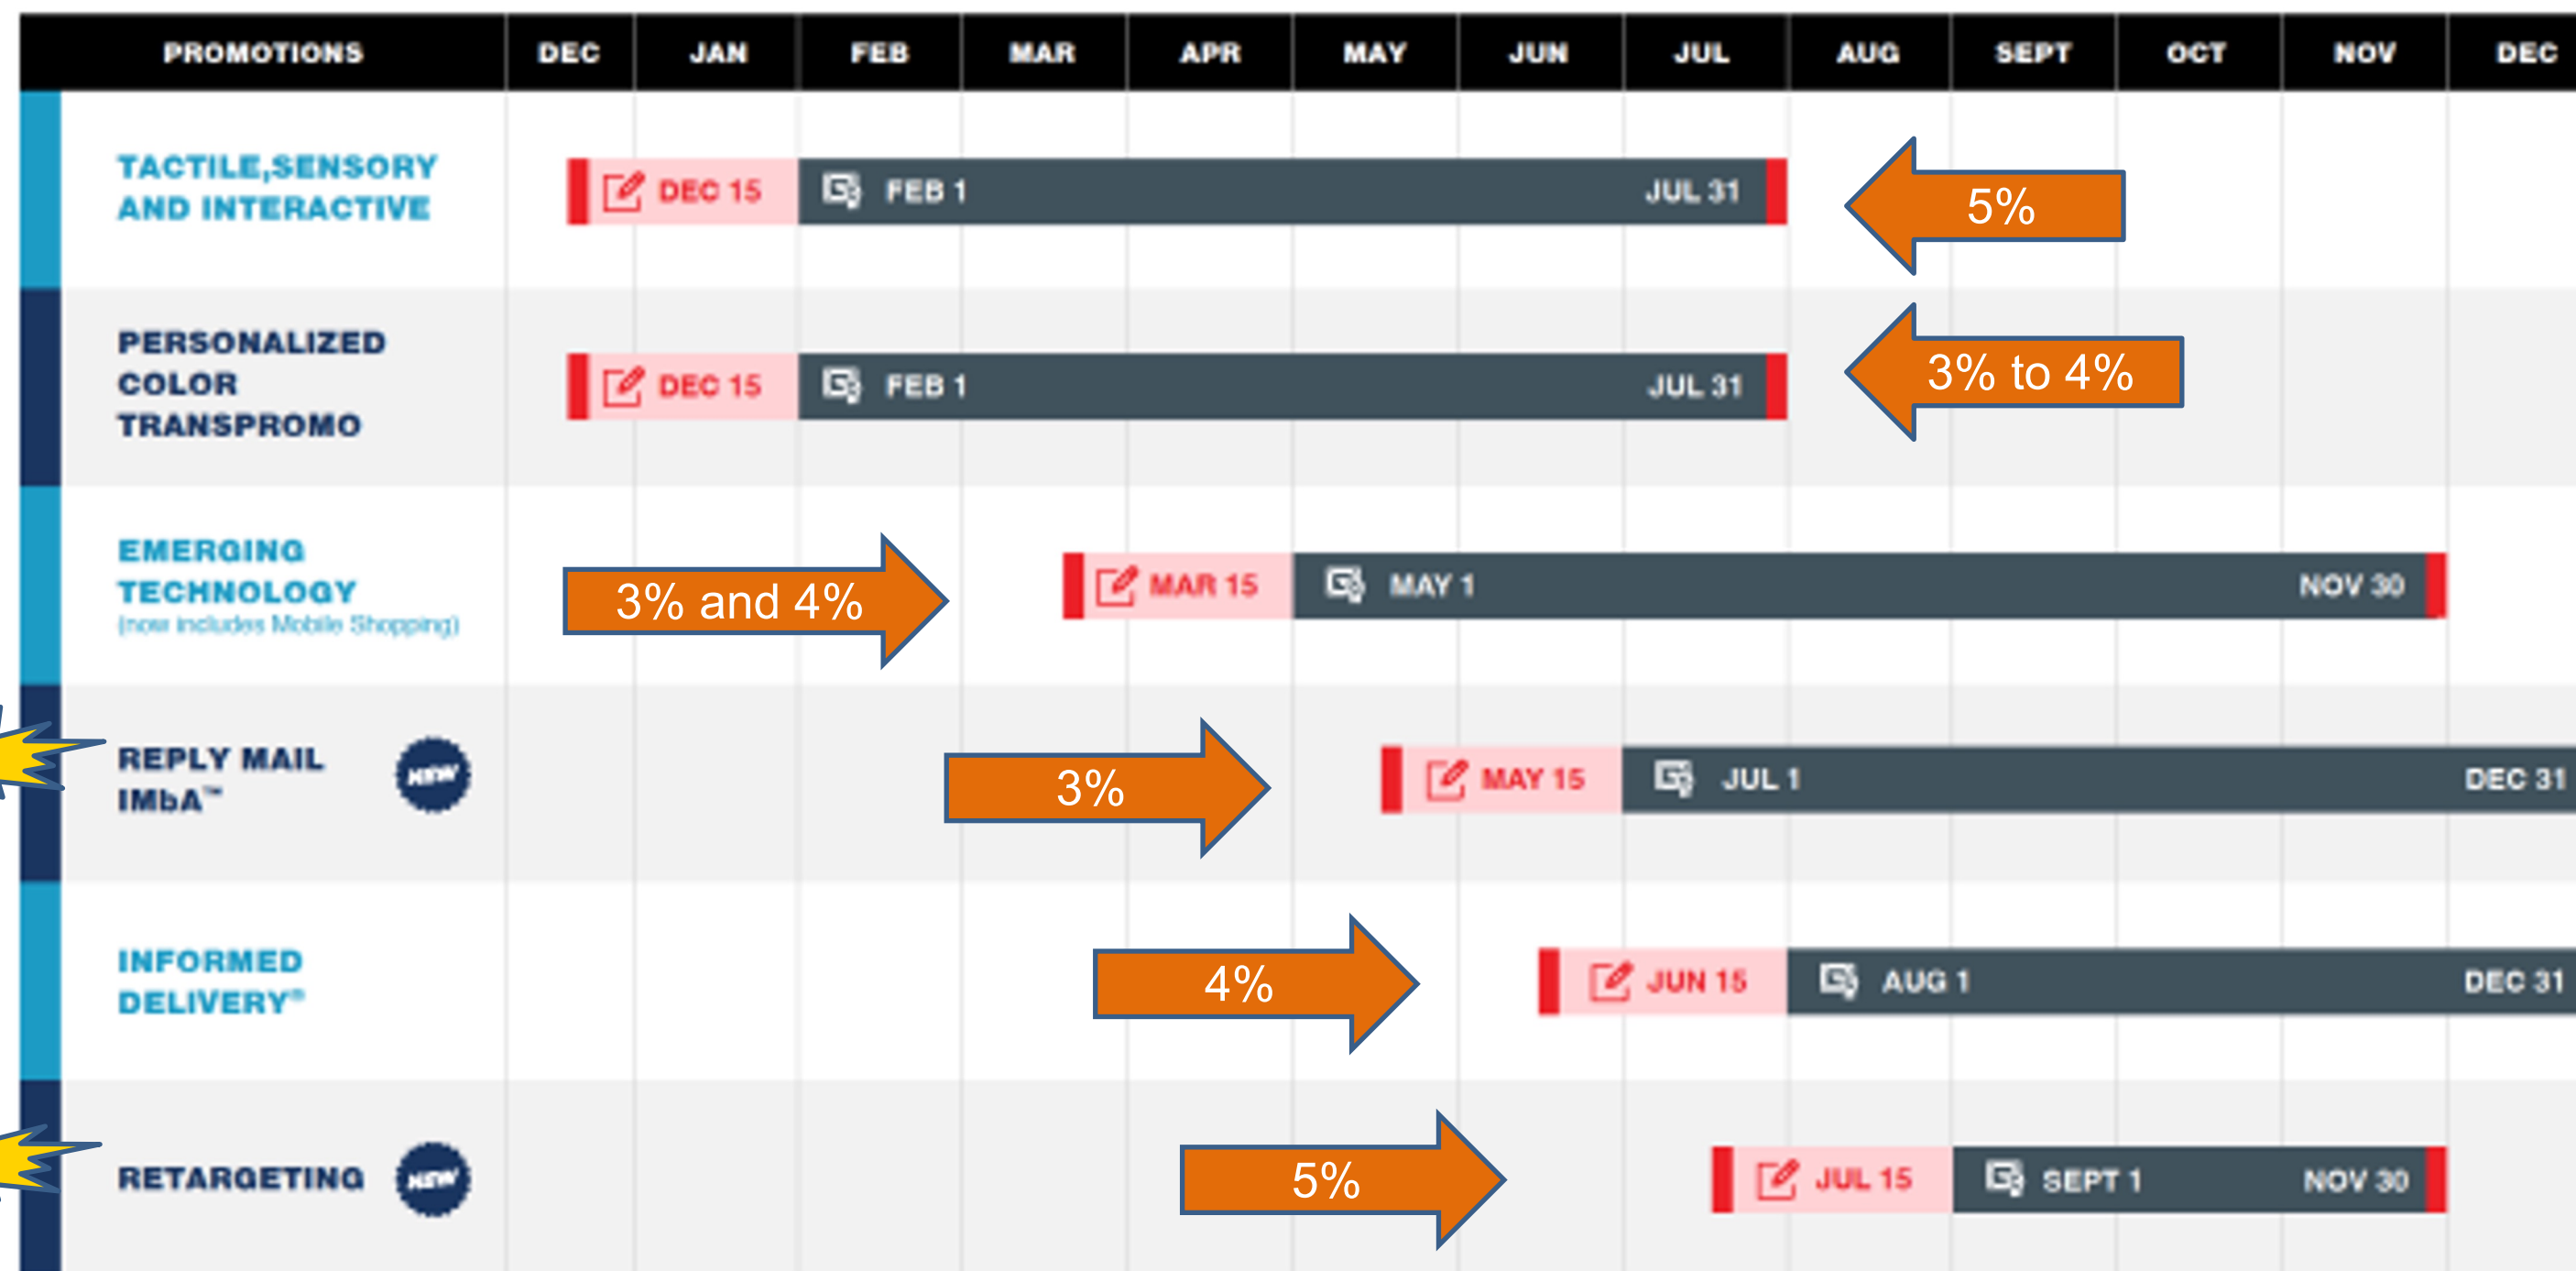 PROMOTIONS DEC JAN FEB MAR APR MAY JUN JUL AUG SEPT OCT NOV DEC
TACTILE,SENSORY
AND INTERACTIVE
DEC 15 FEB 1 JUL 31
5%
PERSONALIZED
COLOR
TRANSPROMO
DEC 15 FEB 1 JUL 31
3% to 4%
EMERGING
TECHNOLOGY
(now includes Mobile Shopping)
3% and 4%
MAR 15 MAY 1 NOV 30
REPLY MAIL
IMbA™
NEW
3%
MAY 15 JUL 1 DEC 31
INFORMED
DELIVERY®
4%
JUN 15 AUG 1 DEC 31
RETARGETING
NEW
5%
JUL 15 SEPT 1 NOV 30